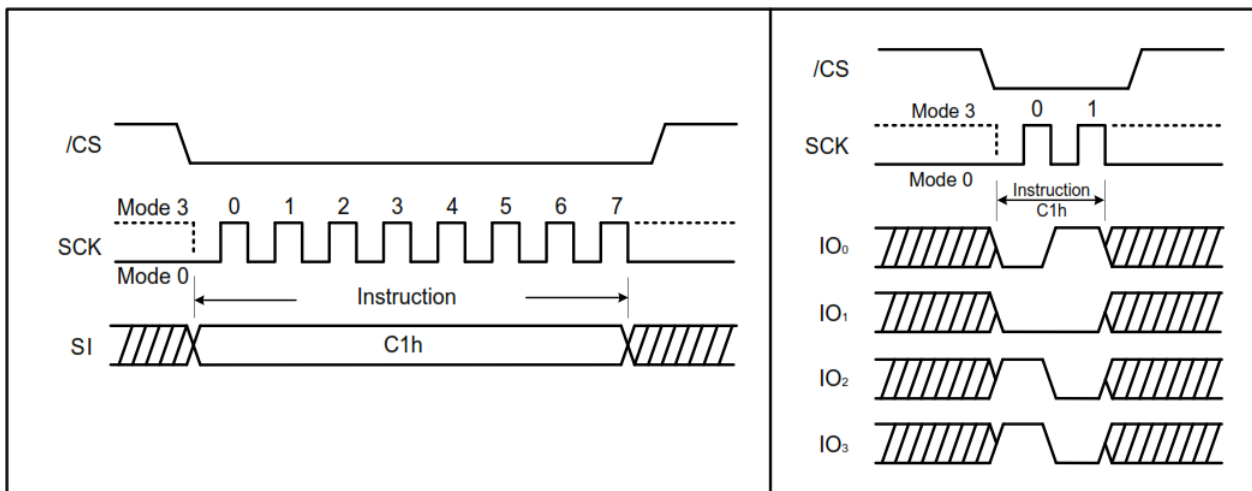 /CS
Mode 3
0 1 2 3 4 5 6 7
SCK
Mode 0
Instruction
SI
C1h
/CS
Mode 3
0 1
SCK
Mode 0
Instruction
C1h
IO₀
IO₁
IO₂
IO₃